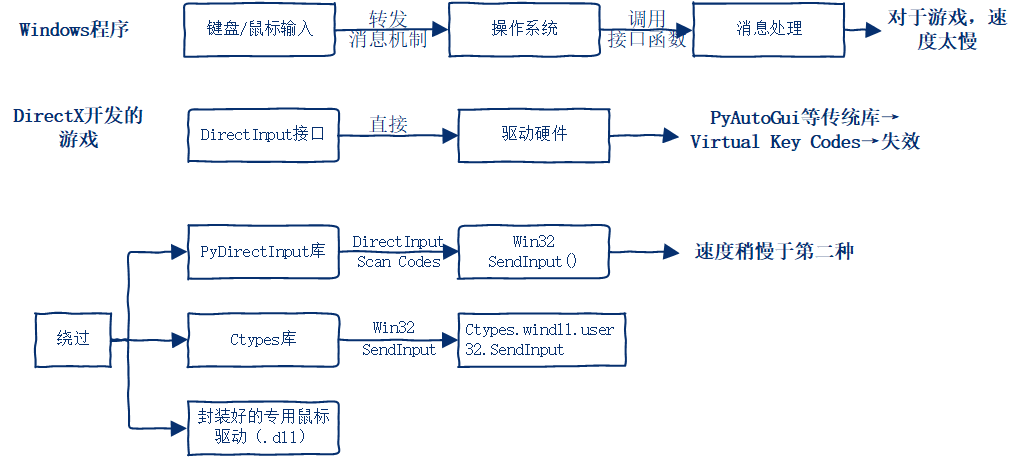 Windows程序
键盘/鼠标输入
转发
消息机制
操作系统
调用
接口函数
消息处理
对于游戏，速
度太慢
DirectX开发的
游戏
DirectInput接口
直接
驱动硬件
PyAutoGui等传统库→
Virtual Key Codes→失效
绕过
PyDirectInput库
DirectInput
Scan Codes
Win32
SendInput()
速度稍慢于第二种
Ctypes库
Win32
SendInput
Ctypes.windll.user
32.SendInput
封装好的专用鼠标
驱动（.dll）